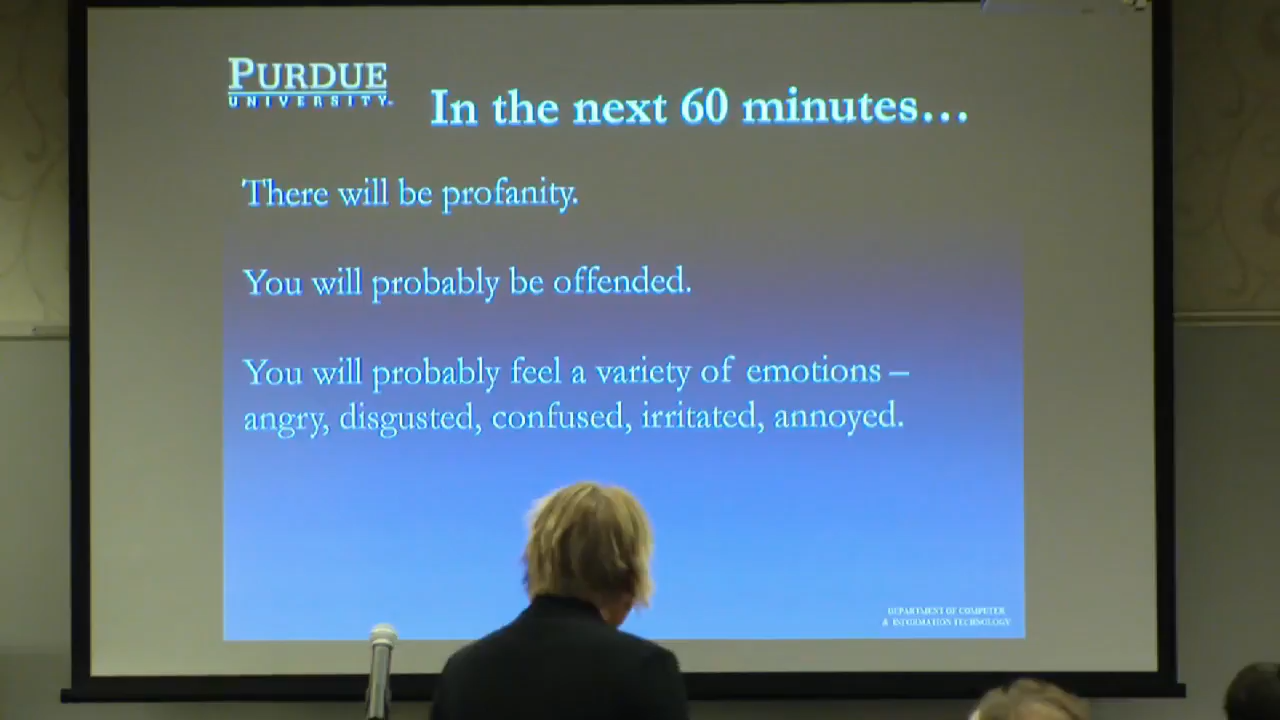 PURDUE
UNIVERSITY.
In the next 60 minutes...
There will be profanity.
You will probably be offended.
You will probably feel a variety of emotions –
angry, disgusted, confused, irritated, annoyed.
DEPARTMENT OF COMPUTER
& INFORMATION TECHNOLOGY